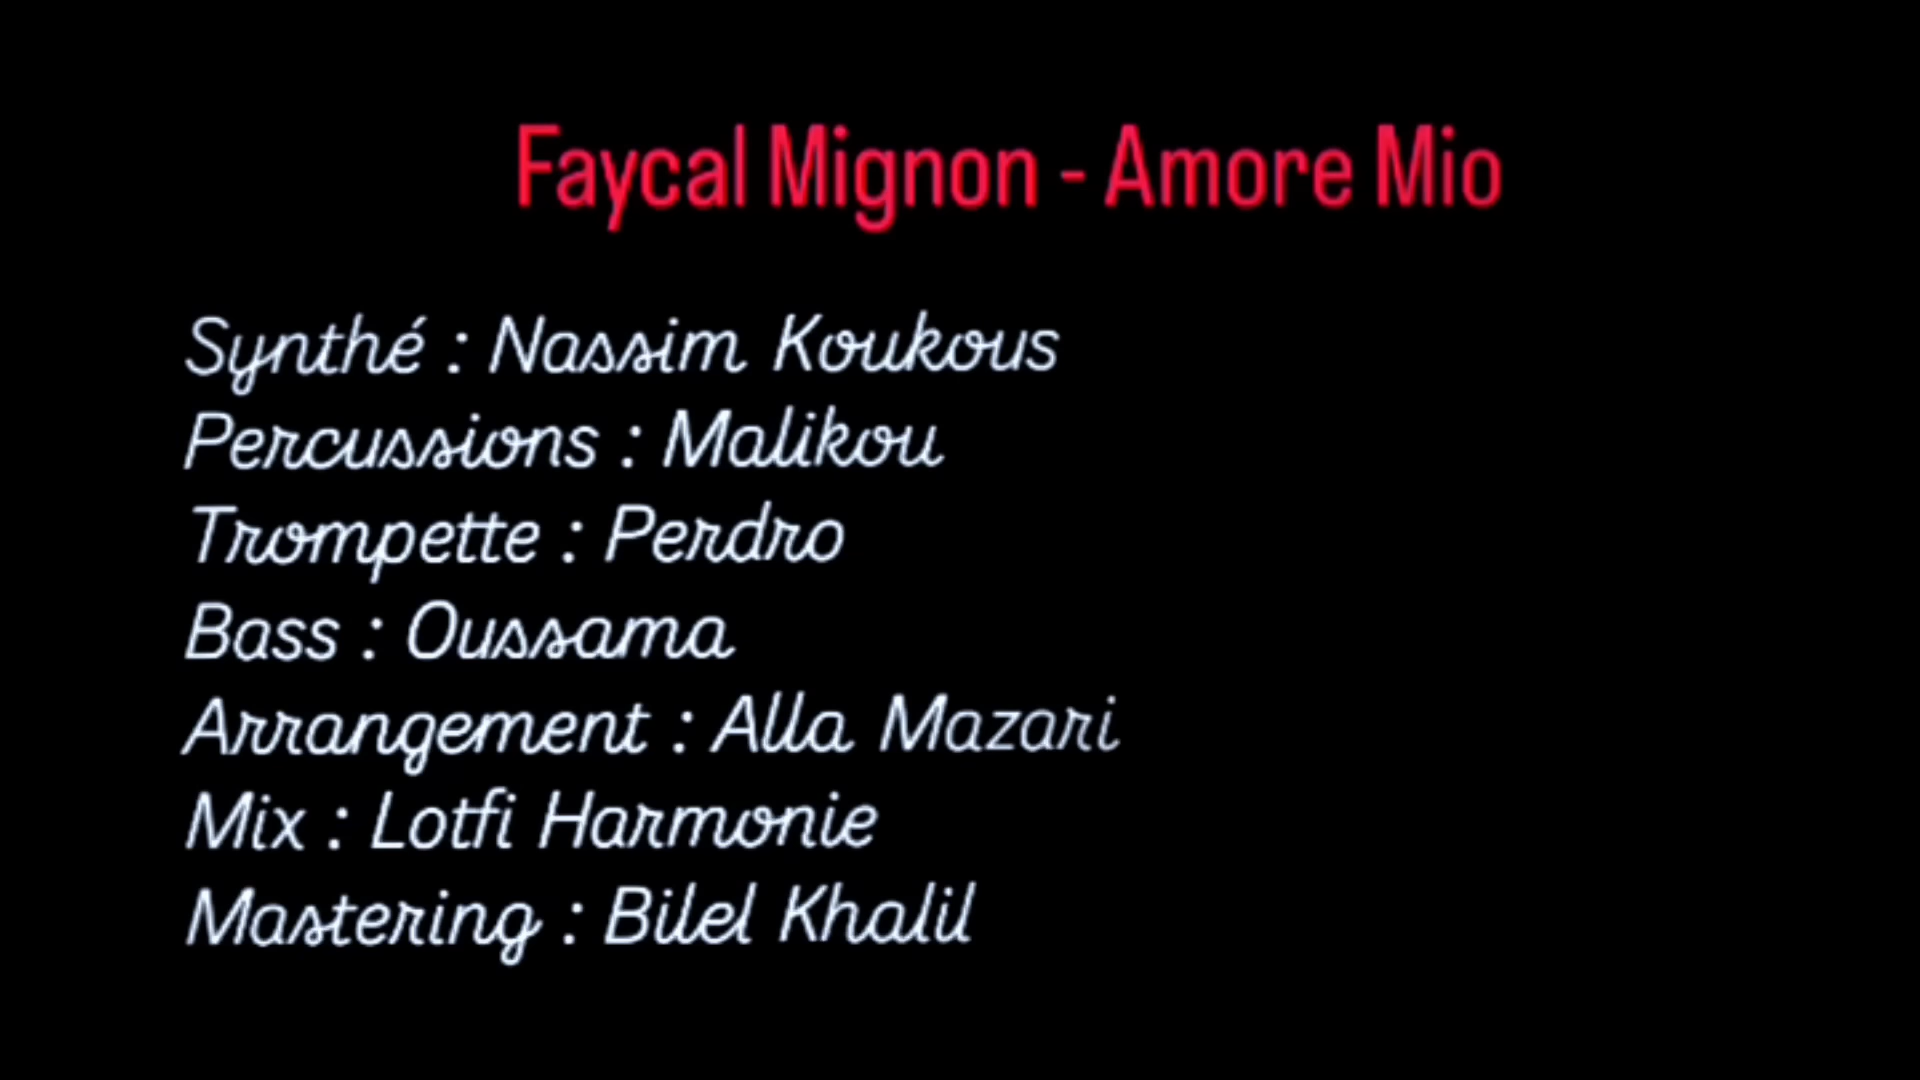 Faycal Mignon - Amore Mio
Synthé : Nassim Koukous
Percussions : Malikou
Trompette : Perdro
Bass : Oussama
Arrangement : Alla Mazari
Mix : Lotfi Harmonie
Mastering : Bilel Khalil